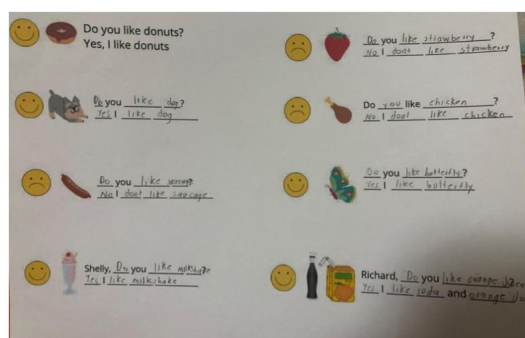 Do you like donuts?
Yes, I like donuts
Do you like strawberry ?
No I dont like strawberry
Do you like dog?
Yes I like dog
Do you like chicken ?
No I dont like chicken
Do you like ?
No I dont like saucage
Do you like butterfly?
Yes I like butterfly
Shelly, Do you like milkshake?
Yes I like milkshake
Richard, Do you like orange
Yes I like soda and orange